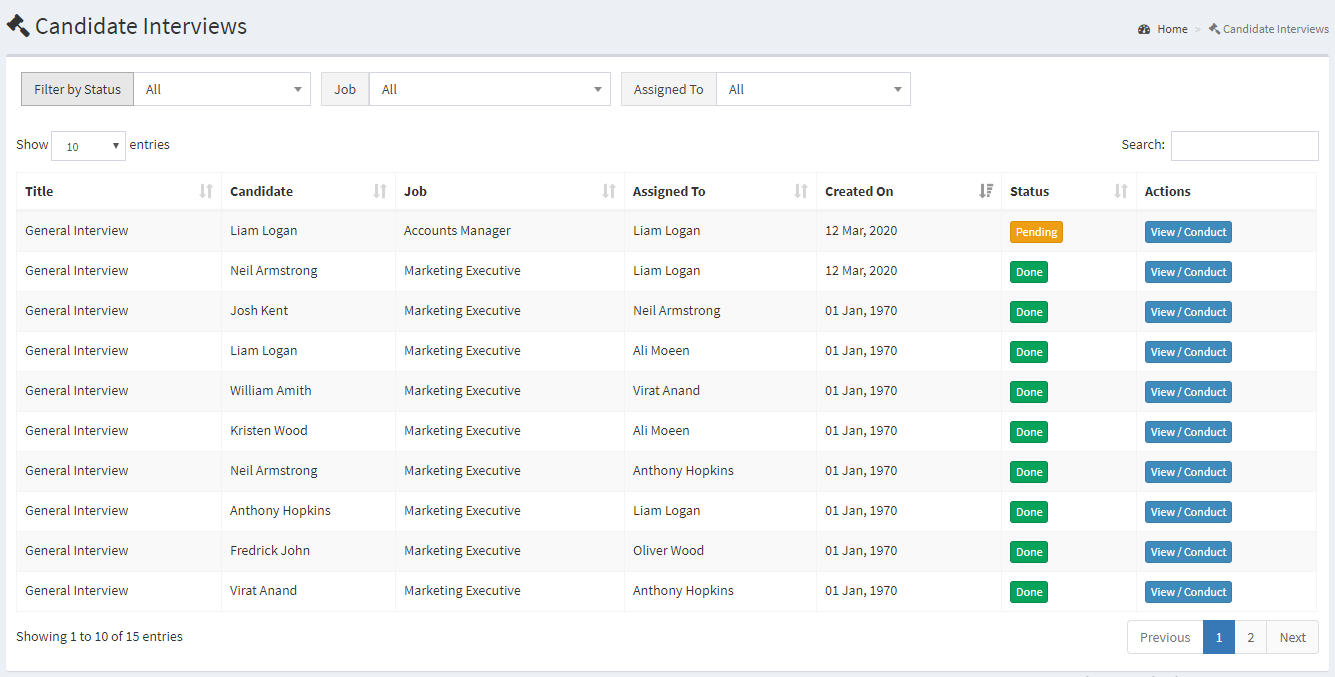 Candidate Interviews
Home > Candidate Interviews
Filter by Status All Job All Assigned To All
Show 10 entries Search:
Title Candidate Job Assigned To Created On Status Actions
General Interview Liam Logan Accounts Manager Liam Logan 12 Mar, 2020 Pending View / Conduct
General Interview Neil Armstrong Marketing Executive Liam Logan 12 Mar, 2020 Done View / Conduct
General Interview Josh Kent Marketing Executive Neil Armstrong 01 Jan, 1970 Done View / Conduct
General Interview Liam Logan Marketing Executive Ali Moeen 01 Jan, 1970 Done View / Conduct
General Interview William Amith Marketing Executive Virat Anand 01 Jan, 1970 Done View / Conduct
General Interview Kristen Wood Marketing Executive Ali Moeen 01 Jan, 1970 Done View / Conduct
General Interview Neil Armstrong Marketing Executive Anthony Hopkins 01 Jan, 1970 Done View / Conduct
General Interview Anthony Hopkins Marketing Executive Liam Logan 01 Jan, 1970 Done View / Conduct
General Interview Fredrick John Marketing Executive Oliver Wood 01 Jan, 1970 Done View / Conduct
General Interview Virat Anand Marketing Executive Anthony Hopkins 01 Jan, 1970 Done View / Conduct
Showing 1 to 10 of 15 entries Previous 1 2 Next